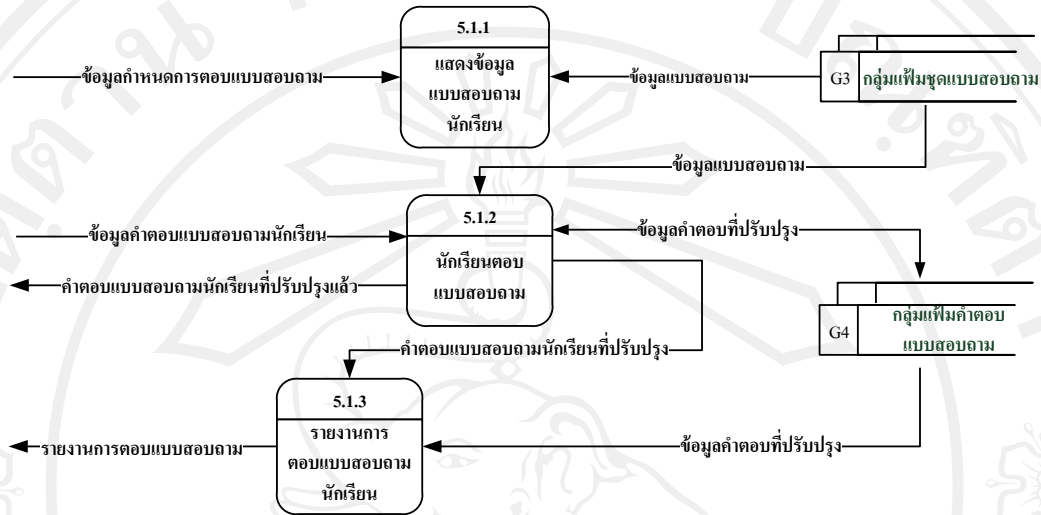 5.1.1
แสดงข้อมูล
แบบสอบถาม
นักเรียน
ข้อมูลกำหนดการตอบแบบสอบถาม
ข้อมูลแบบสอบถาม
G3
กลุ่มแฟ้มชุดแบบสอบถาม
ข้อมูลแบบสอบถาม
5.1.2
นักเรียนตอบ
แบบสอบถาม
ข้อมูลคำตอบแบบสอบถามนักเรียน
ข้อมูลคำตอบที่ปรับปรุง
คำตอบแบบสอบถามนักเรียนที่ปรับปรุงแล้ว
G4
กลุ่มแฟ้มคำตอบ
แบบสอบถาม
คำตอบแบบสอบถามนักเรียนที่ปรับปรุง
5.1.3
รายงานการ
ตอบแบบสอบถาม
นักเรียน
รายงานการตอบแบบสอบถาม
ข้อมูลคำตอบที่ปรับปรุง